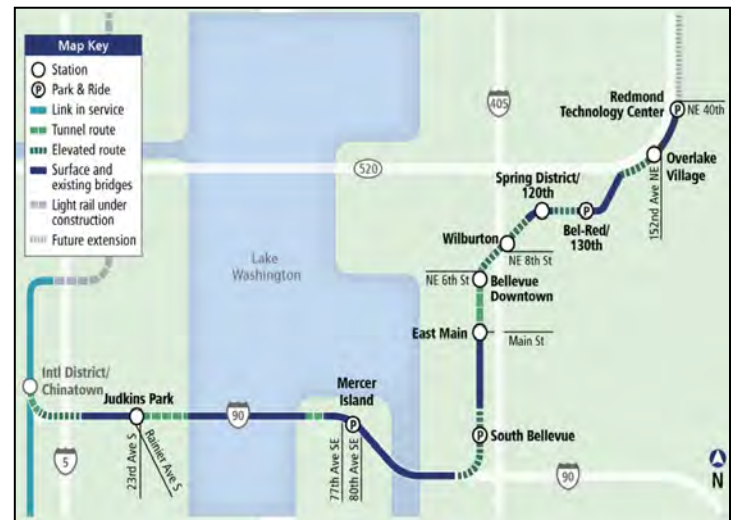 Map Key
Station
P Park & Ride
Link in service
Tunnel route
Elevated route
Surface and
existing bridges
Light rail under
construction
Future extension
405
Redmond
Technology Center
P
NE 40th
520
Overlake
Village
152nd Ave NE
Spring District/
120th
P
Bel-Red/
130th
Wilburton
NE 8th St
Lake
Washington
NE 6th St
Bellevue
Downtown
East Main
Main St
Intl District/
Chinatown
Judkins Park
Mercer
Island
90
P
P
South Bellevue
5
23rd Ave S
Rainier Ave S
77th Ave SE
80th Ave SE
90
N